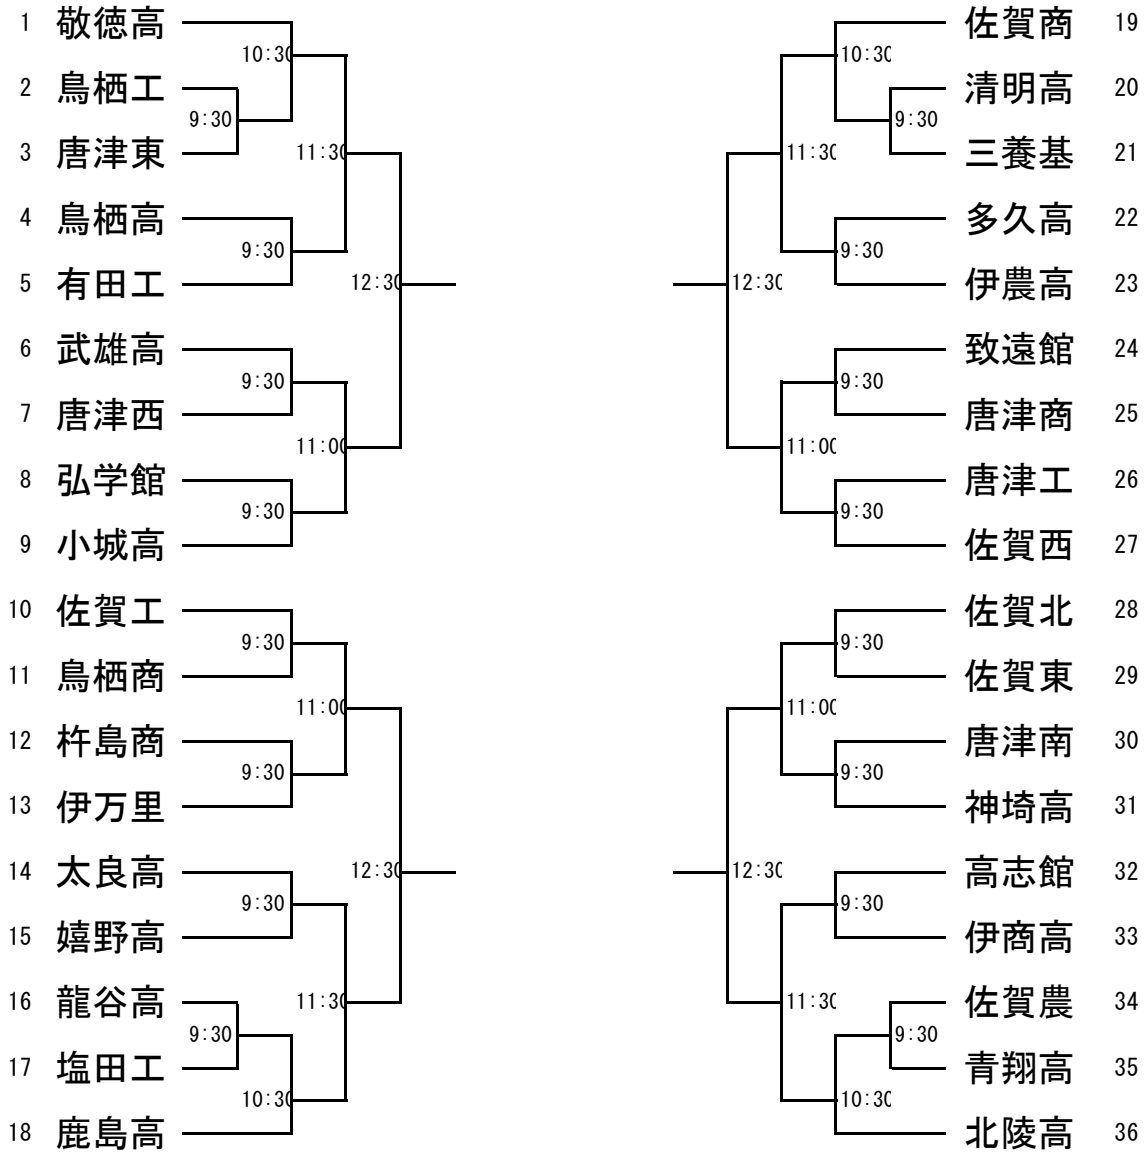 1 敬徳高 佐賀商 19
10:30 10:30
2 鳥栖工 清明高 20
9:30 9:30
3 唐津東 11:30 11:30 三養基 21
4 鳥栖高 多久高 22
9:30 9:30
5 有田工 12:30 12:30 伊農高 23
6 武雄高 致遠館 24
9:30 9:30
7 唐津西 唐津商 25
11:00 11:00
8 弘学館 唐津工 26
9:30 9:30
9 小城高 佐賀西 27
10 佐賀工 佐賀北 28
9:30 9:30
11 鳥栖商 佐賀東 29
11:00 11:00
12 杵島商 唐津南 30
9:30 9:30
13 伊万里 神埼高 31
14 太良高 12:30 12:30 高志館 32
9:30 9:30
15 嬉野高 伊商高 33
16 龍谷高 11:30 11:30 佐賀農 34
9:30 9:30
17 塩田工 青翔高 35
10:30 10:30
18 鹿島高 北陵高 36